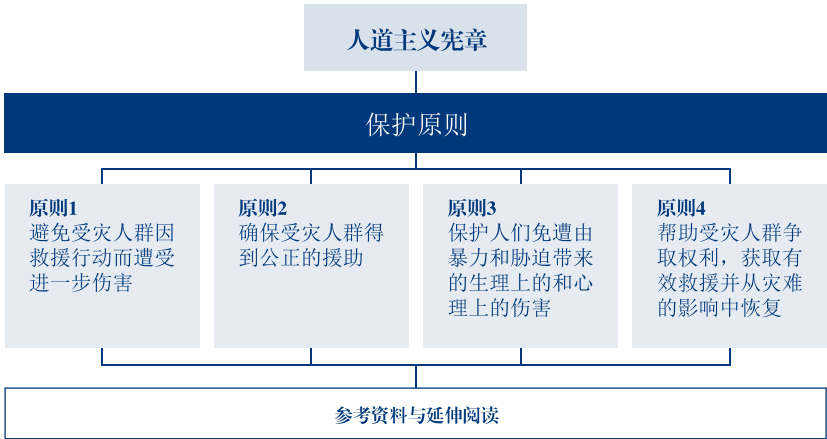 人道主义宪章
保护原则
原则1
避免受灾人群因
救援行动而遭受
进一步伤害
原则2
确保受灾人群得
到公正的援助
原则3
保护人们免遭由
暴力和胁迫带来
的生理上的和心
理上的伤害
原则4
帮助受灾人群争
取权利，获取有
效救援并从灾难
的影响中恢复
参考资料与延伸阅读